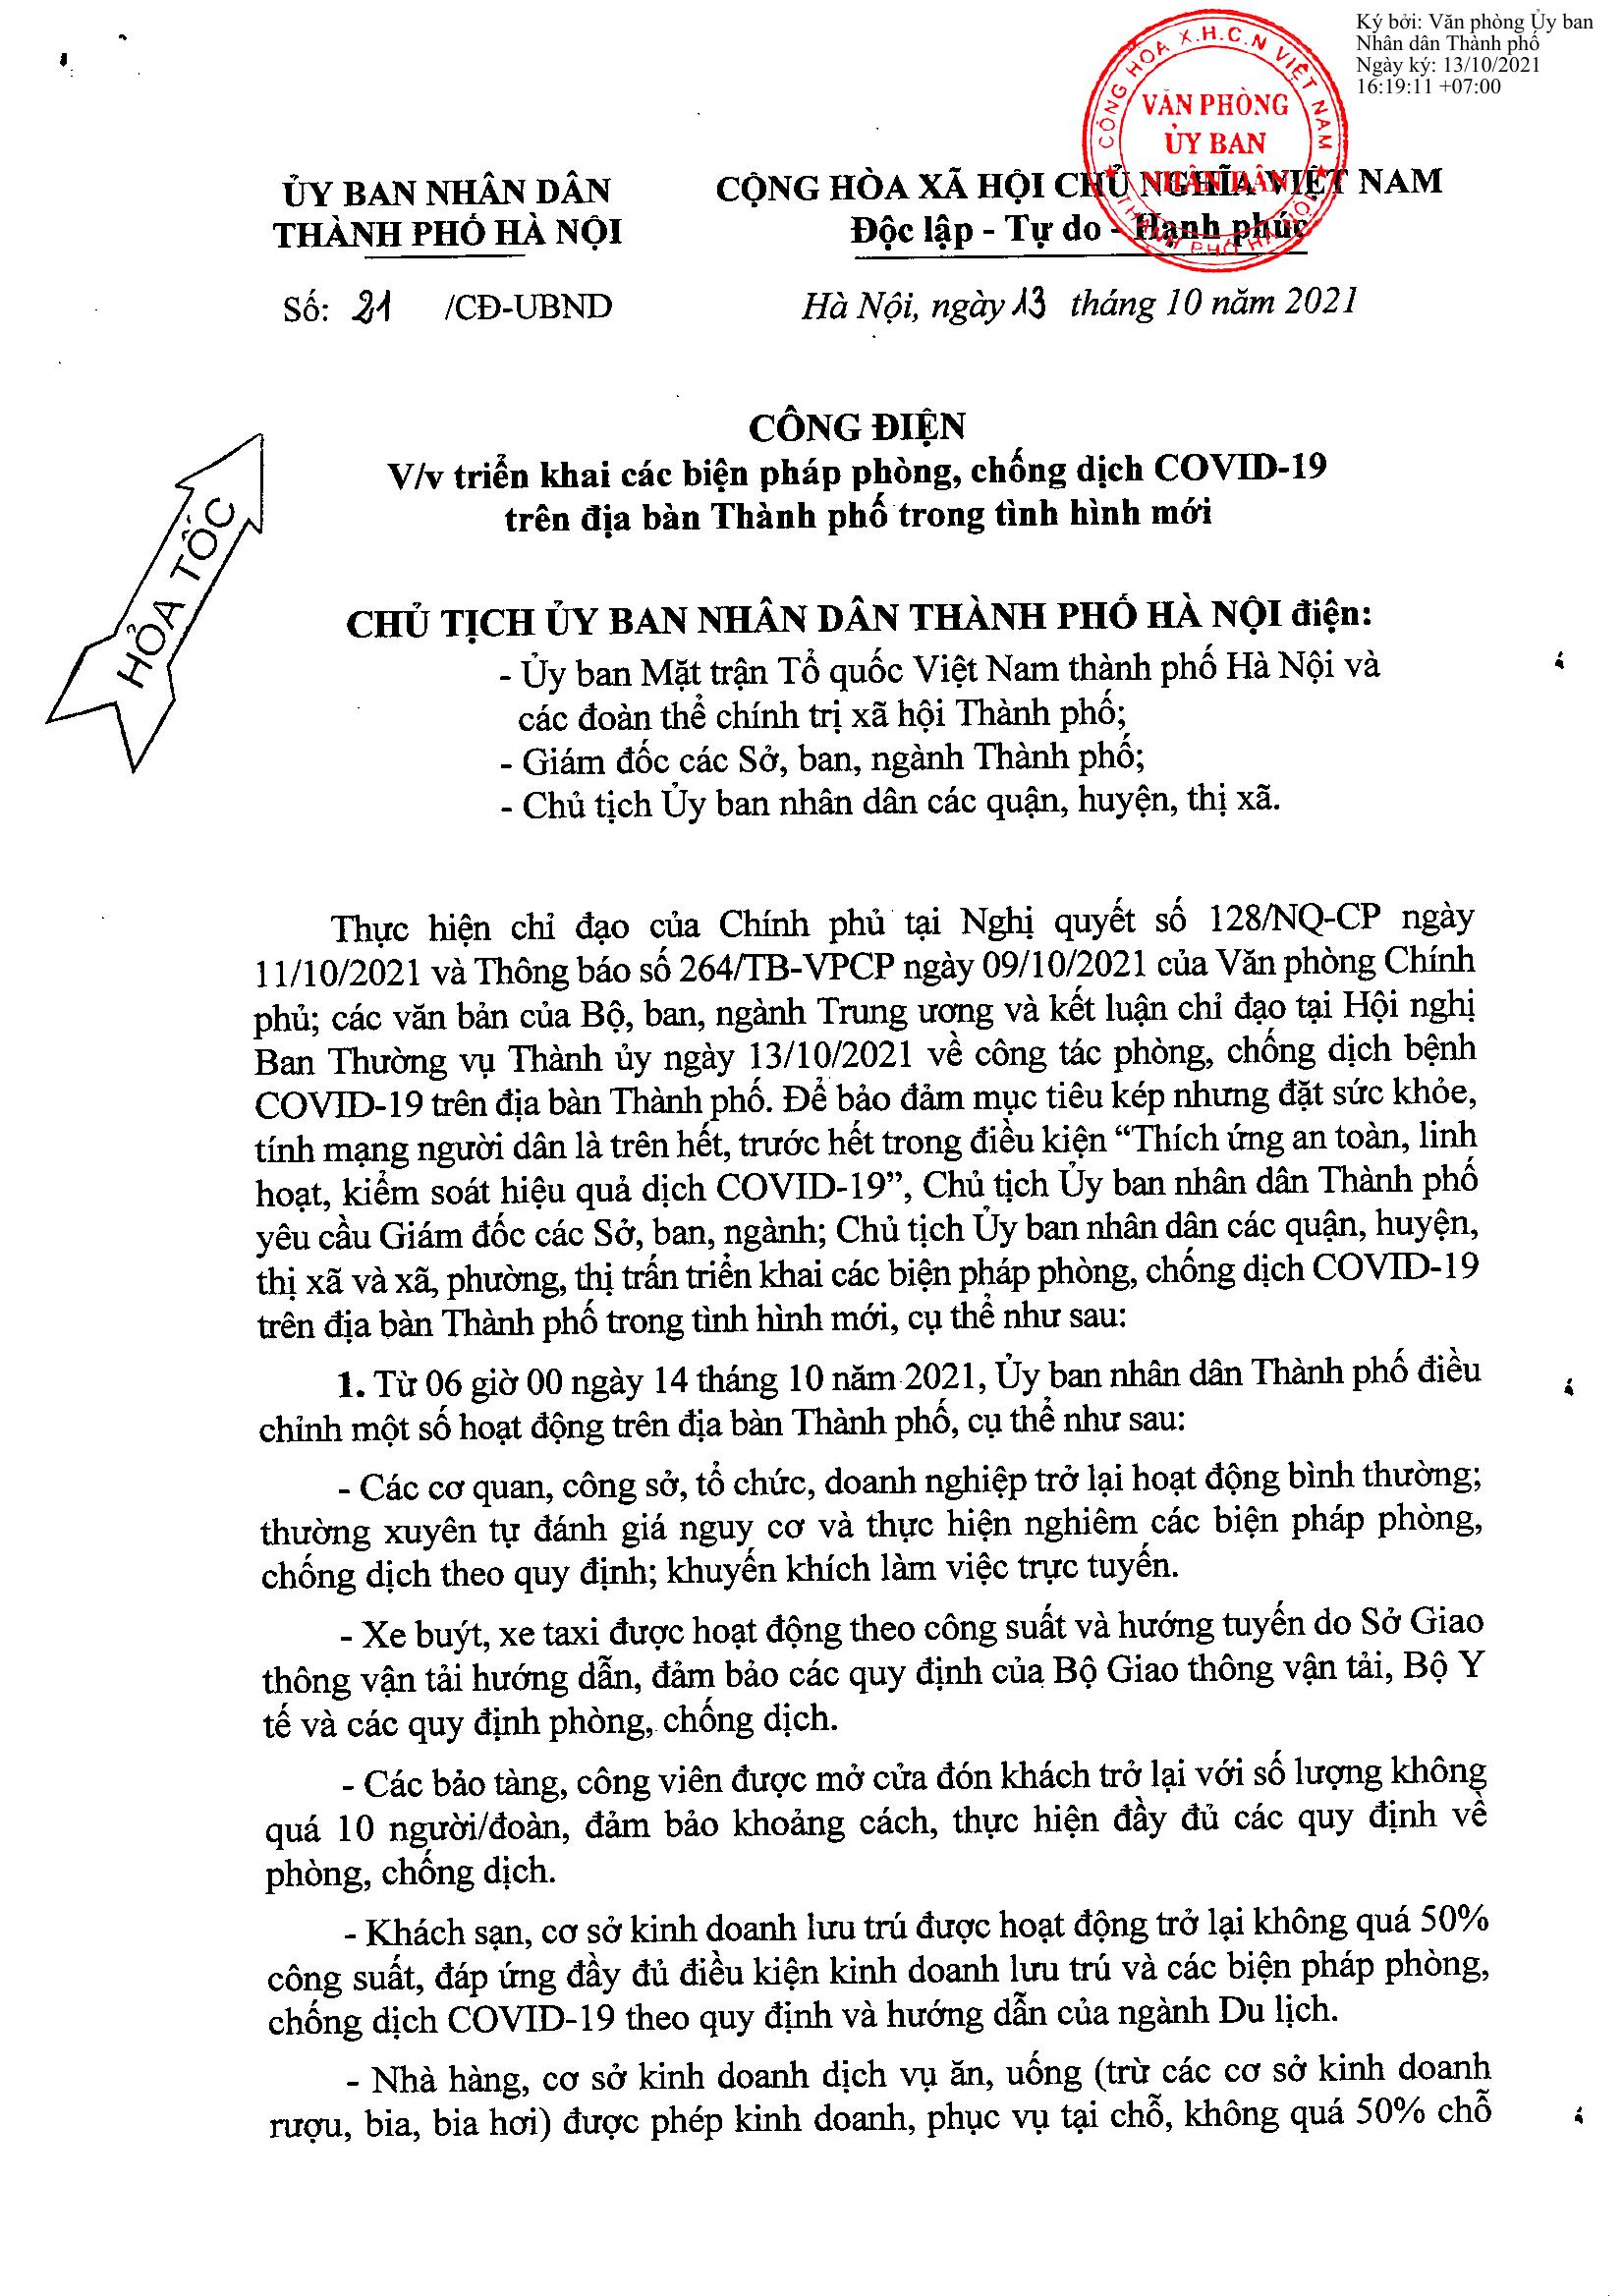 Ký bởi: Văn phòng Ủy ban
Nhân dân Thành phố
Ngày ký: 13/10/2021
16:19:11 +07:00
CỘNG HÒA X.H.C.N VIỆT NAM
VĂN PHÒNG
ỦY BAN
NHÂN DÂN
THÀNH PHỐ HÀ NỘI
ỦY BAN NHÂN DÂN
THÀNH PHỐ HÀ NỘI
CỘNG HÒA XÃ HỘI CHỦ NGHĨA VIỆT NAM
Độc lập - Tự do - Hạnh phúc
Số: 21 /CĐ-UBND
Hà Nội, ngày 13 tháng 10 năm 2021
HỎA TỐC
CÔNG ĐIỆN
V/v triển khai các biện pháp phòng, chống dịch COVID-19
trên địa bàn Thành phố trong tình hình mới
CHỦ TỊCH ỦY BAN NHÂN DÂN THÀNH PHỐ HÀ NỘI điện:
- Ủy ban Mặt trận Tổ quốc Việt Nam thành phố Hà Nội và
các đoàn thể chính trị xã hội Thành phố;
- Giám đốc các Sở, ban, ngành Thành phố;
- Chủ tịch Ủy ban nhân dân các quận, huyện, thị xã.
Thực hiện chỉ đạo của Chính phủ tại Nghị quyết số 128/NQ-CP ngày
11/10/2021 và Thông báo số 264/TB-VPCP ngày 09/10/2021 của Văn phòng Chính
phủ; các văn bản của Bộ, ban, ngành Trung ương và kết luận chỉ đạo tại Hội nghị
Ban Thường vụ Thành ủy ngày 13/10/2021 về công tác phòng, chống dịch bệnh
COVID-19 trên địa bàn Thành phố. Để bảo đảm mục tiêu kép nhưng đặt sức khỏe,
tính mạng người dân là trên hết, trước hết trong điều kiện “Thích ứng an toàn, linh
hoạt, kiểm soát hiệu quả dịch COVID-19”, Chủ tịch Ủy ban nhân dân Thành phố
yêu cầu Giám đốc các Sở, ban, ngành; Chủ tịch Ủy ban nhân dân các quận, huyện,
thị xã và xã, phường, thị trấn triển khai các biện pháp phòng, chống dịch COVID-19
trên địa bàn Thành phố trong tình hình mới, cụ thể như sau:
1. Từ 06 giờ 00 ngày 14 tháng 10 năm 2021, Ủy ban nhân dân Thành phố điều
chỉnh một số hoạt động trên địa bàn Thành phố, cụ thể như sau:
- Các cơ quan, công sở, tổ chức, doanh nghiệp trở lại hoạt động bình thường;
thường xuyên tự đánh giá nguy cơ và thực hiện nghiêm các biện pháp phòng,
chống dịch theo quy định; khuyến khích làm việc trực tuyến.
- Xe buýt, xe taxi được hoạt động theo công suất và hướng tuyến do Sở Giao
thông vận tải hướng dẫn, đảm bảo các quy định của Bộ Giao thông vận tải, Bộ Y
tế và các quy định phòng, chống dịch.
- Các bảo tàng, công viên được mở cửa đón khách trở lại với số lượng không
quá 10 người/đoàn, đảm bảo khoảng cách, thực hiện đầy đủ các quy định về
phòng, chống dịch.
- Khách sạn, cơ sở kinh doanh lưu trú được hoạt động trở lại không quá 50%
công suất, đáp ứng đầy đủ điều kiện kinh doanh lưu trú và các biện pháp phòng,
chống dịch COVID-19 theo quy định và hướng dẫn của ngành Du lịch.
- Nhà hàng, cơ sở kinh doanh dịch vụ ăn, uống (trừ các cơ sở kinh doanh
rượu, bia, bia hơi) được phép kinh doanh, phục vụ tại chỗ, không quá 50% chỗ